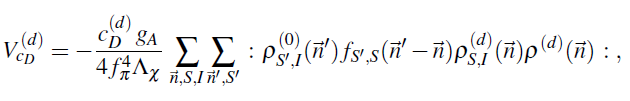 $$V_{c_D}^{(d)} = -\frac{c_D^{(d)} g_A}{4 f_\pi^4 \Lambda_\chi} \sum_{\vec{n},S,I} \sum_{\vec{n}',S'} : \rho_{S',I}^{(0)}(\vec{n}') f_{S',S}(\vec{n}' - \vec{n}) \rho_{S,I}^{(d)}(\vec{n}) \rho^{(d)}(\vec{n}) :,$$